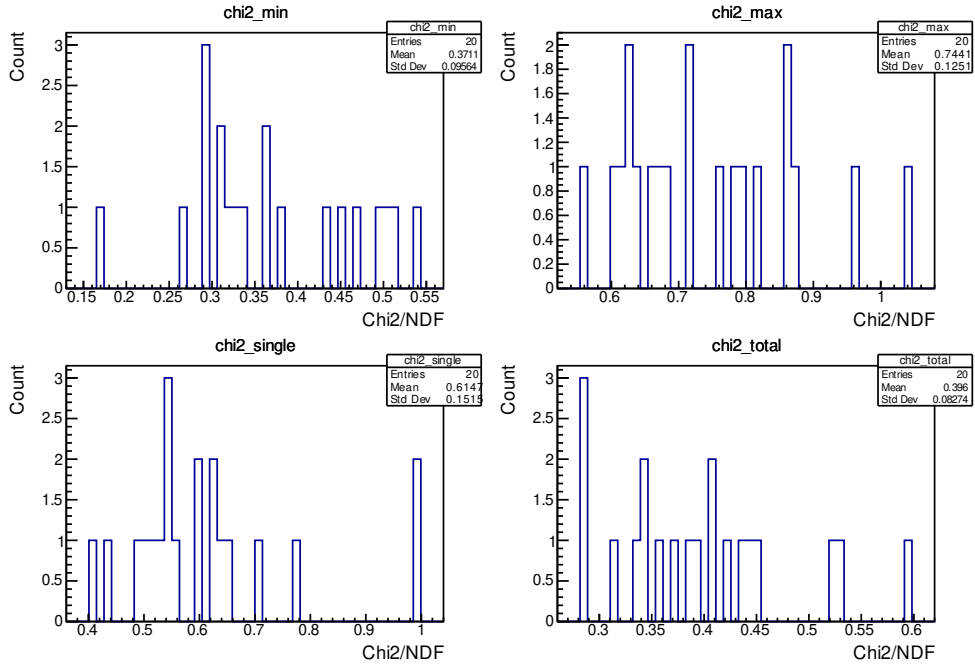 chi2_min
chi2_min
Entries 20
Mean 0.3711
Std Dev 0.09564
Count
3
2.5
2
1.5
1
0.5
0
0.15 0.2 0.25 0.3 0.35 0.4 0.45 0.5 0.55
Chi2/NDF
chi2_max
chi2_max
Entries 20
Mean 0.7441
Std Dev 0.1251
Count
2
1.8
1.6
1.4
1.2
1
0.8
0.6
0.4
0.2
0
0.6 0.7 0.8 0.9 1
Chi2/NDF
chi2_single
chi2_single
Entries 20
Mean 0.6147
Std Dev 0.1515
Count
3
2.5
2
1.5
1
0.5
0
0.4 0.5 0.6 0.7 0.8 0.9 1
Chi2/NDF
chi2_total
chi2_total
Entries 20
Mean 0.396
Std Dev 0.08274
Count
3
2.5
2
1.5
1
0.5
0
0.3 0.35 0.4 0.45 0.5 0.55 0.6
Chi2/NDF